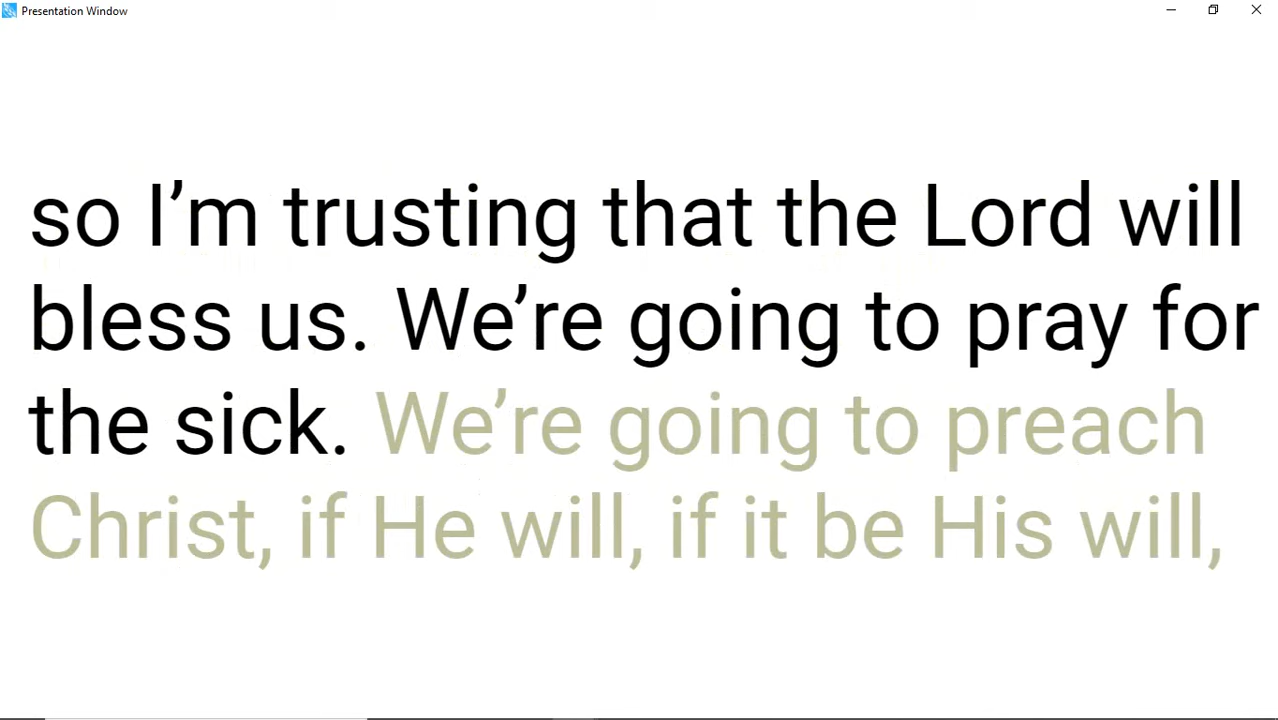 Presentation Window
so I’m trusting that the Lord will
bless us. We’re going to pray for
the sick. We’re going to preach
Christ, if He will, if it be His will,